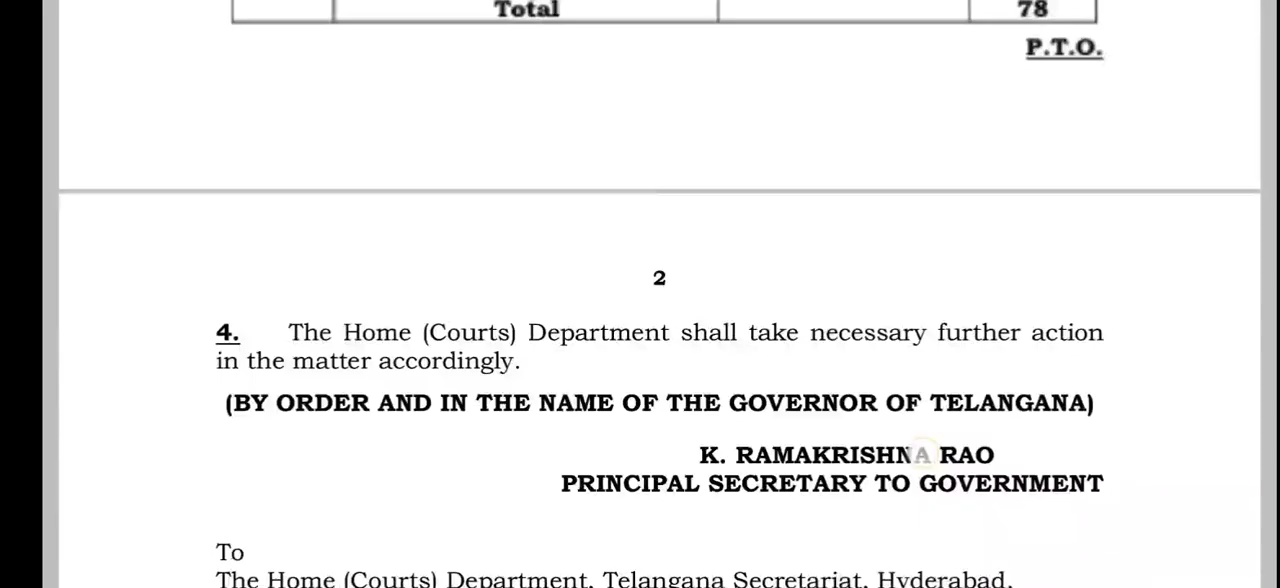 Total 78
P.T.O.
2
4. The Home (Courts) Department shall take necessary further action
in the matter accordingly.
(BY ORDER AND IN THE NAME OF THE GOVERNOR OF TELANGANA)
K. RAMAKRISHNA RAO
PRINCIPAL SECRETARY TO GOVERNMENT
To
The Home (Courts) Department, Telangana Secretariat, Hyderabad,